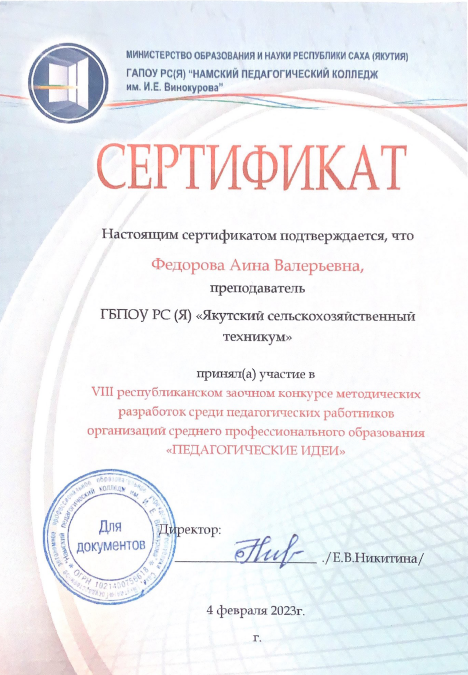 МИНИСТЕРСТВО ОБРАЗОВАНИЯ И НАУКИ РЕСПУБЛИКИ САХА (ЯКУТИЯ)
ГАПОУ РС(Я) "НАМСКИЙ ПЕДАГОГИЧЕСКИЙ КОЛЛЕДЖ
им. И.Е. Винокурова"
СЕРТИФИКАТ
Настоящим сертификатом подтверждается, что
Федорова Аина Валерьевна,
преподаватель
ГБПОУ РС (Я) «Якутский сельскохозяйственный
техникум»
принял(а) участие в
VIII республиканском заочном конкурсе методических
разработок среди педагогических работников
организаций среднего профессионального образования
«ПЕДАГОГИЧЕСКИЕ ИДЕИ»
Для
документов
Директор:
./Е.В.Никитина/
4 февраля 2023г.
г.